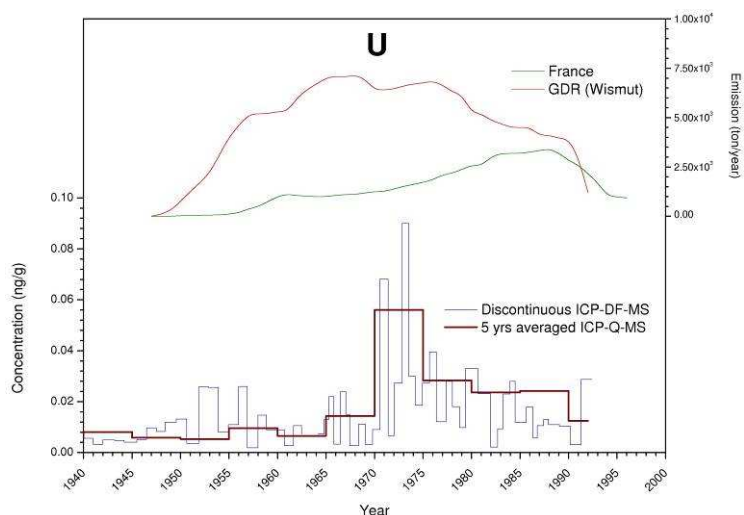 U
France
GDR (Wismut)
1.00x10⁴
7.50x10³
5.00x10³
2.50x10³
0.00
Emission (ton/year)
0.10
0.08
0.06
0.04
0.02
0.00
Concentration (ng/g)
Discontinuous ICP-DF-MS
5 yrs averaged ICP-Q-MS
1940 1945 1950 1955 1960 1965 1970 1975 1980 1985 1990 1995 2000
Year